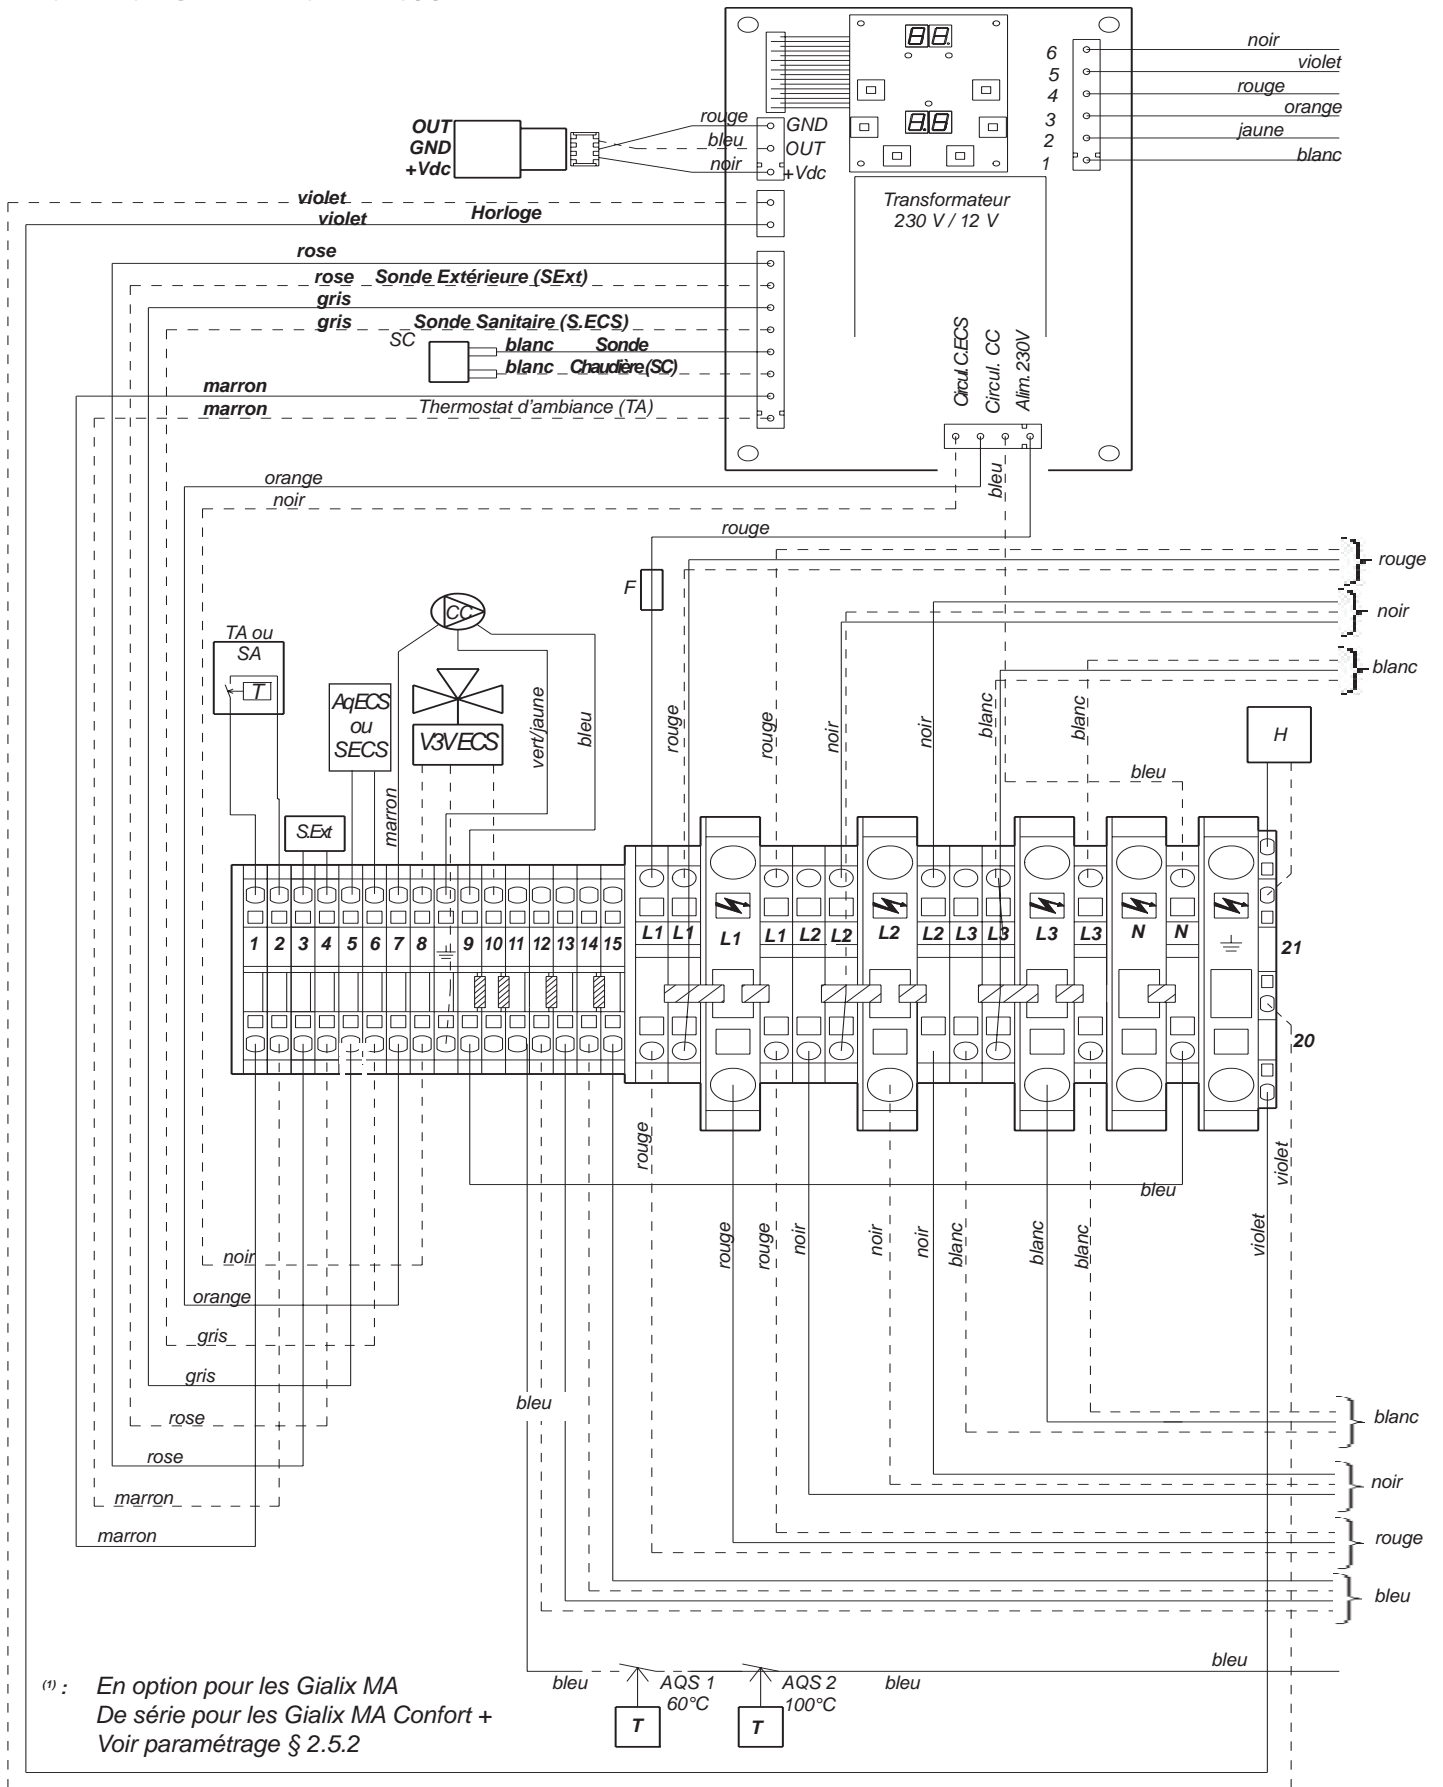 noir
6
violet
5
rouge
4
orange
3
jaune
2
blanc
1
OUT
GND
+Vdc
rouge
bleu
noir
GND
OUT
+Vdc
Transformateur
230 V / 12 V
violet
violet
Horloge
rose
rose Sonde Extérieure (SExt)
gris
gris Sonde Sanitaire (S.ECS)
SC
blanc Sonde
blanc Chaudière(SC)
marron
marron
Thermostat d'ambiance (TA)
Circul.C.ECS
Circul. CC
Alim.230V
bleu
orange
noir
rouge
F
rouge
noir
blanc
TA ou
SA
T
CC
AqECS
ou
SECS
V3VECS
S.Ext
marron
vert/jaune
bleu
rouge
rouge
noir
noir
blanc
blanc
bleu
H
1 2 3 4 5 6 7 8 9 10 11 12 13 14 15
L1 L1 L1 L1 L2 L2 L2 L2 L3 L3 L3 L3 N N
21
20
rouge
bleu
violet
violet
rouge
rouge
noir
noir
noir
blanc
blanc
blanc
noir
orange
gris
gris
rose
rose
marron
marron
bleu
blanc
noir
rouge
bleu
bleu
AQS 1
60°C
AQS 2
100°C
bleu
bleu
T
T
(1) : En option pour les Gialix MA
De série pour les Gialix MA Confort +
Voir paramétrage § 2.5.2